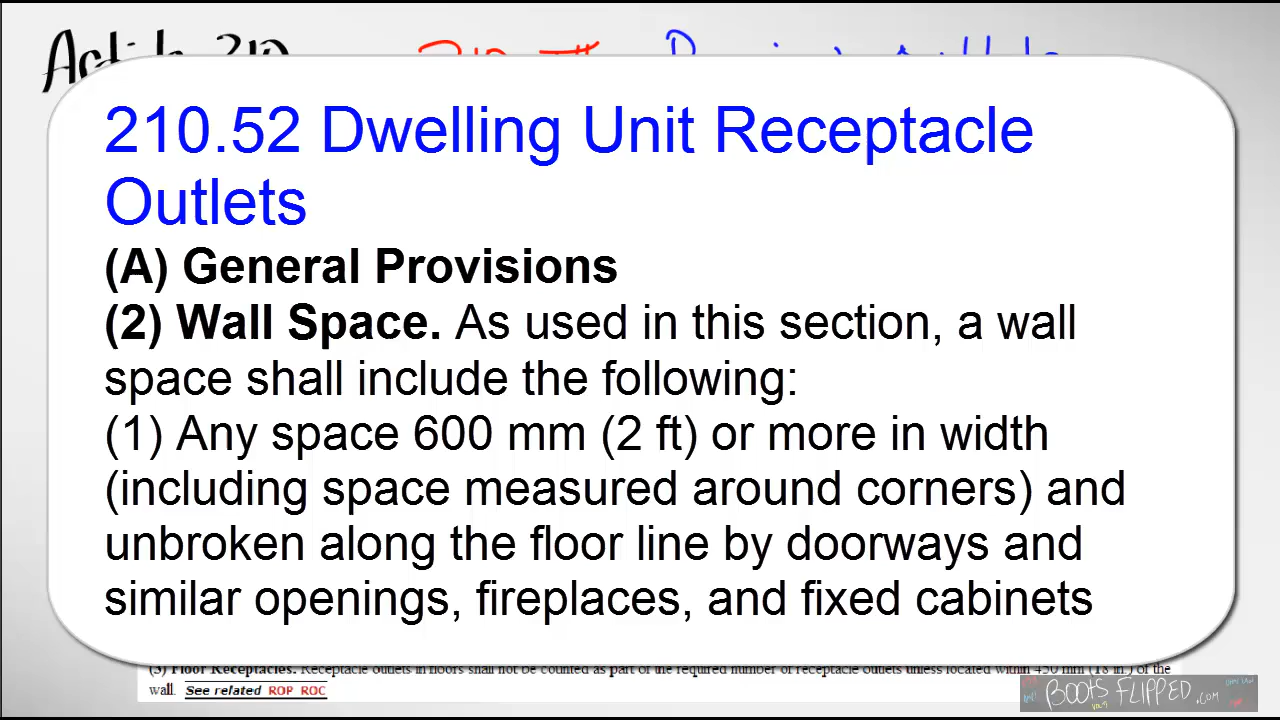 Article 210
210.52 Dwelling Unit Receptacle
Outlets
(A) General Provisions
(2) Wall Space. As used in this section, a wall
space shall include the following:
(1) Any space 600 mm (2 ft) or more in width
(including space measured around corners) and
unbroken along the floor line by doorways and
similar openings, fireplaces, and fixed cabinets
(3) Floor Receptacles. Receptacle outlets in floors shall not be counted as part of the required number of receptacle outlets unless located within 450 mm (18 in.) of the
wall. See related ROP ROC
BOOTS FLIPPED.COM